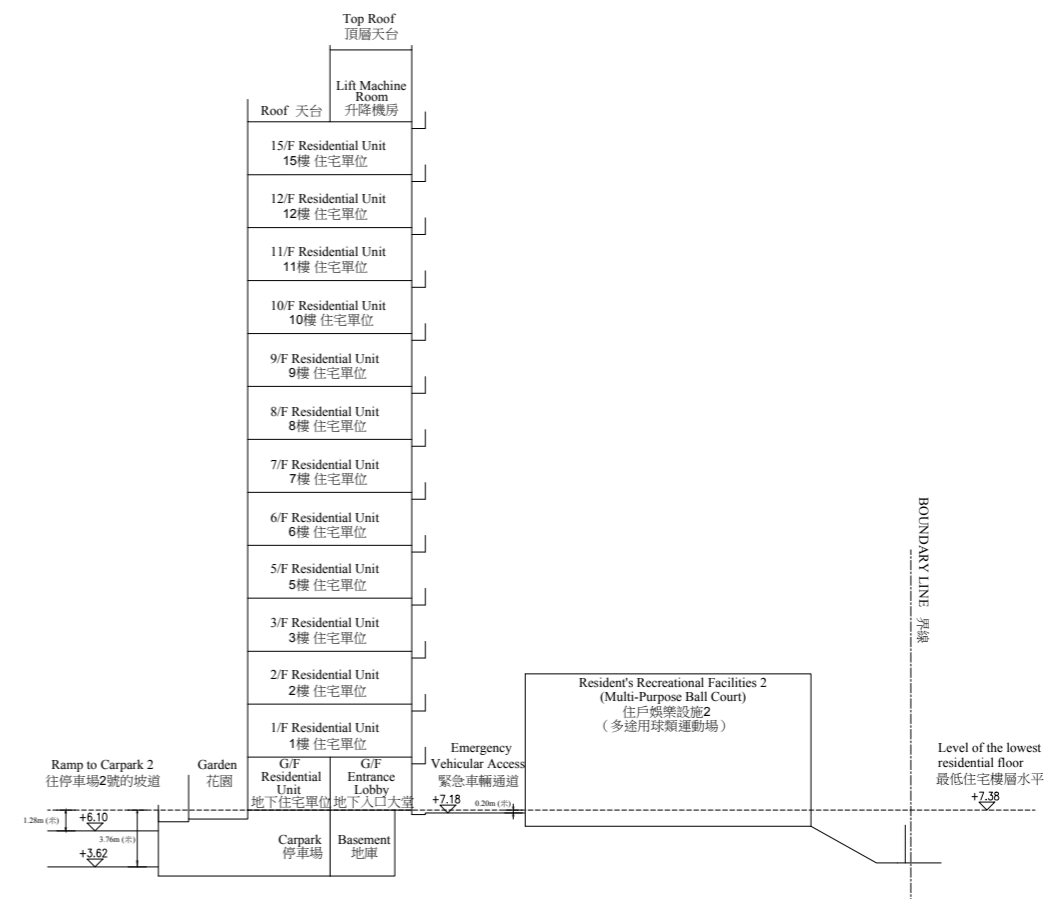 Top Roof
頂層天台
Lift Machine
Room
升降機房
Roof 天台
15/F Residential Unit
15樓 住宅單位
12/F Residential Unit
12樓 住宅單位
11/F Residential Unit
11樓 住宅單位
10/F Residential Unit
10樓 住宅單位
9/F Residential Unit
9樓 住宅單位
8/F Residential Unit
8樓 住宅單位
7/F Residential Unit
7樓 住宅單位
6/F Residential Unit
6樓 住宅單位
5/F Residential Unit
5樓 住宅單位
3/F Residential Unit
3樓 住宅單位
2/F Residential Unit
2樓 住宅單位
1/F Residential Unit
1樓 住宅單位
Ramp to Carpark 2
往停車場2號的坡道
Garden
花園
G/F
Residential
Unit
地下住宅單位
G/F
Entrance
Lobby
地下入口大堂
Emergency
Vehicular Access
緊急車輛通道
+7.18
0.20m (米)
Resident's Recreational Facilities 2
(Multi-Purpose Ball Court)
住戶娛樂設施2
（多途用球類運動場）
BOUNDARY LINE 界線
Level of the lowest
residential floor
最低住宅樓層水平
+7.38
1.28m (米)
+6.10
3.76m (米)
+3.62
Carpark
停車場
Basement
地庫